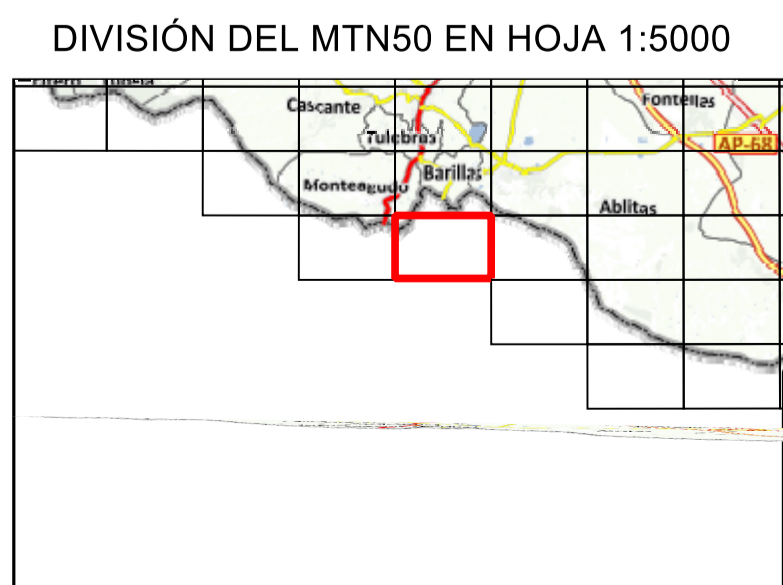 DIVISIÓN DEL MTN50 EN HOJA 1:5000
Cascante
Fontellas
Tulebras
AP-68
Barillas
Monteagudo
Ablitas